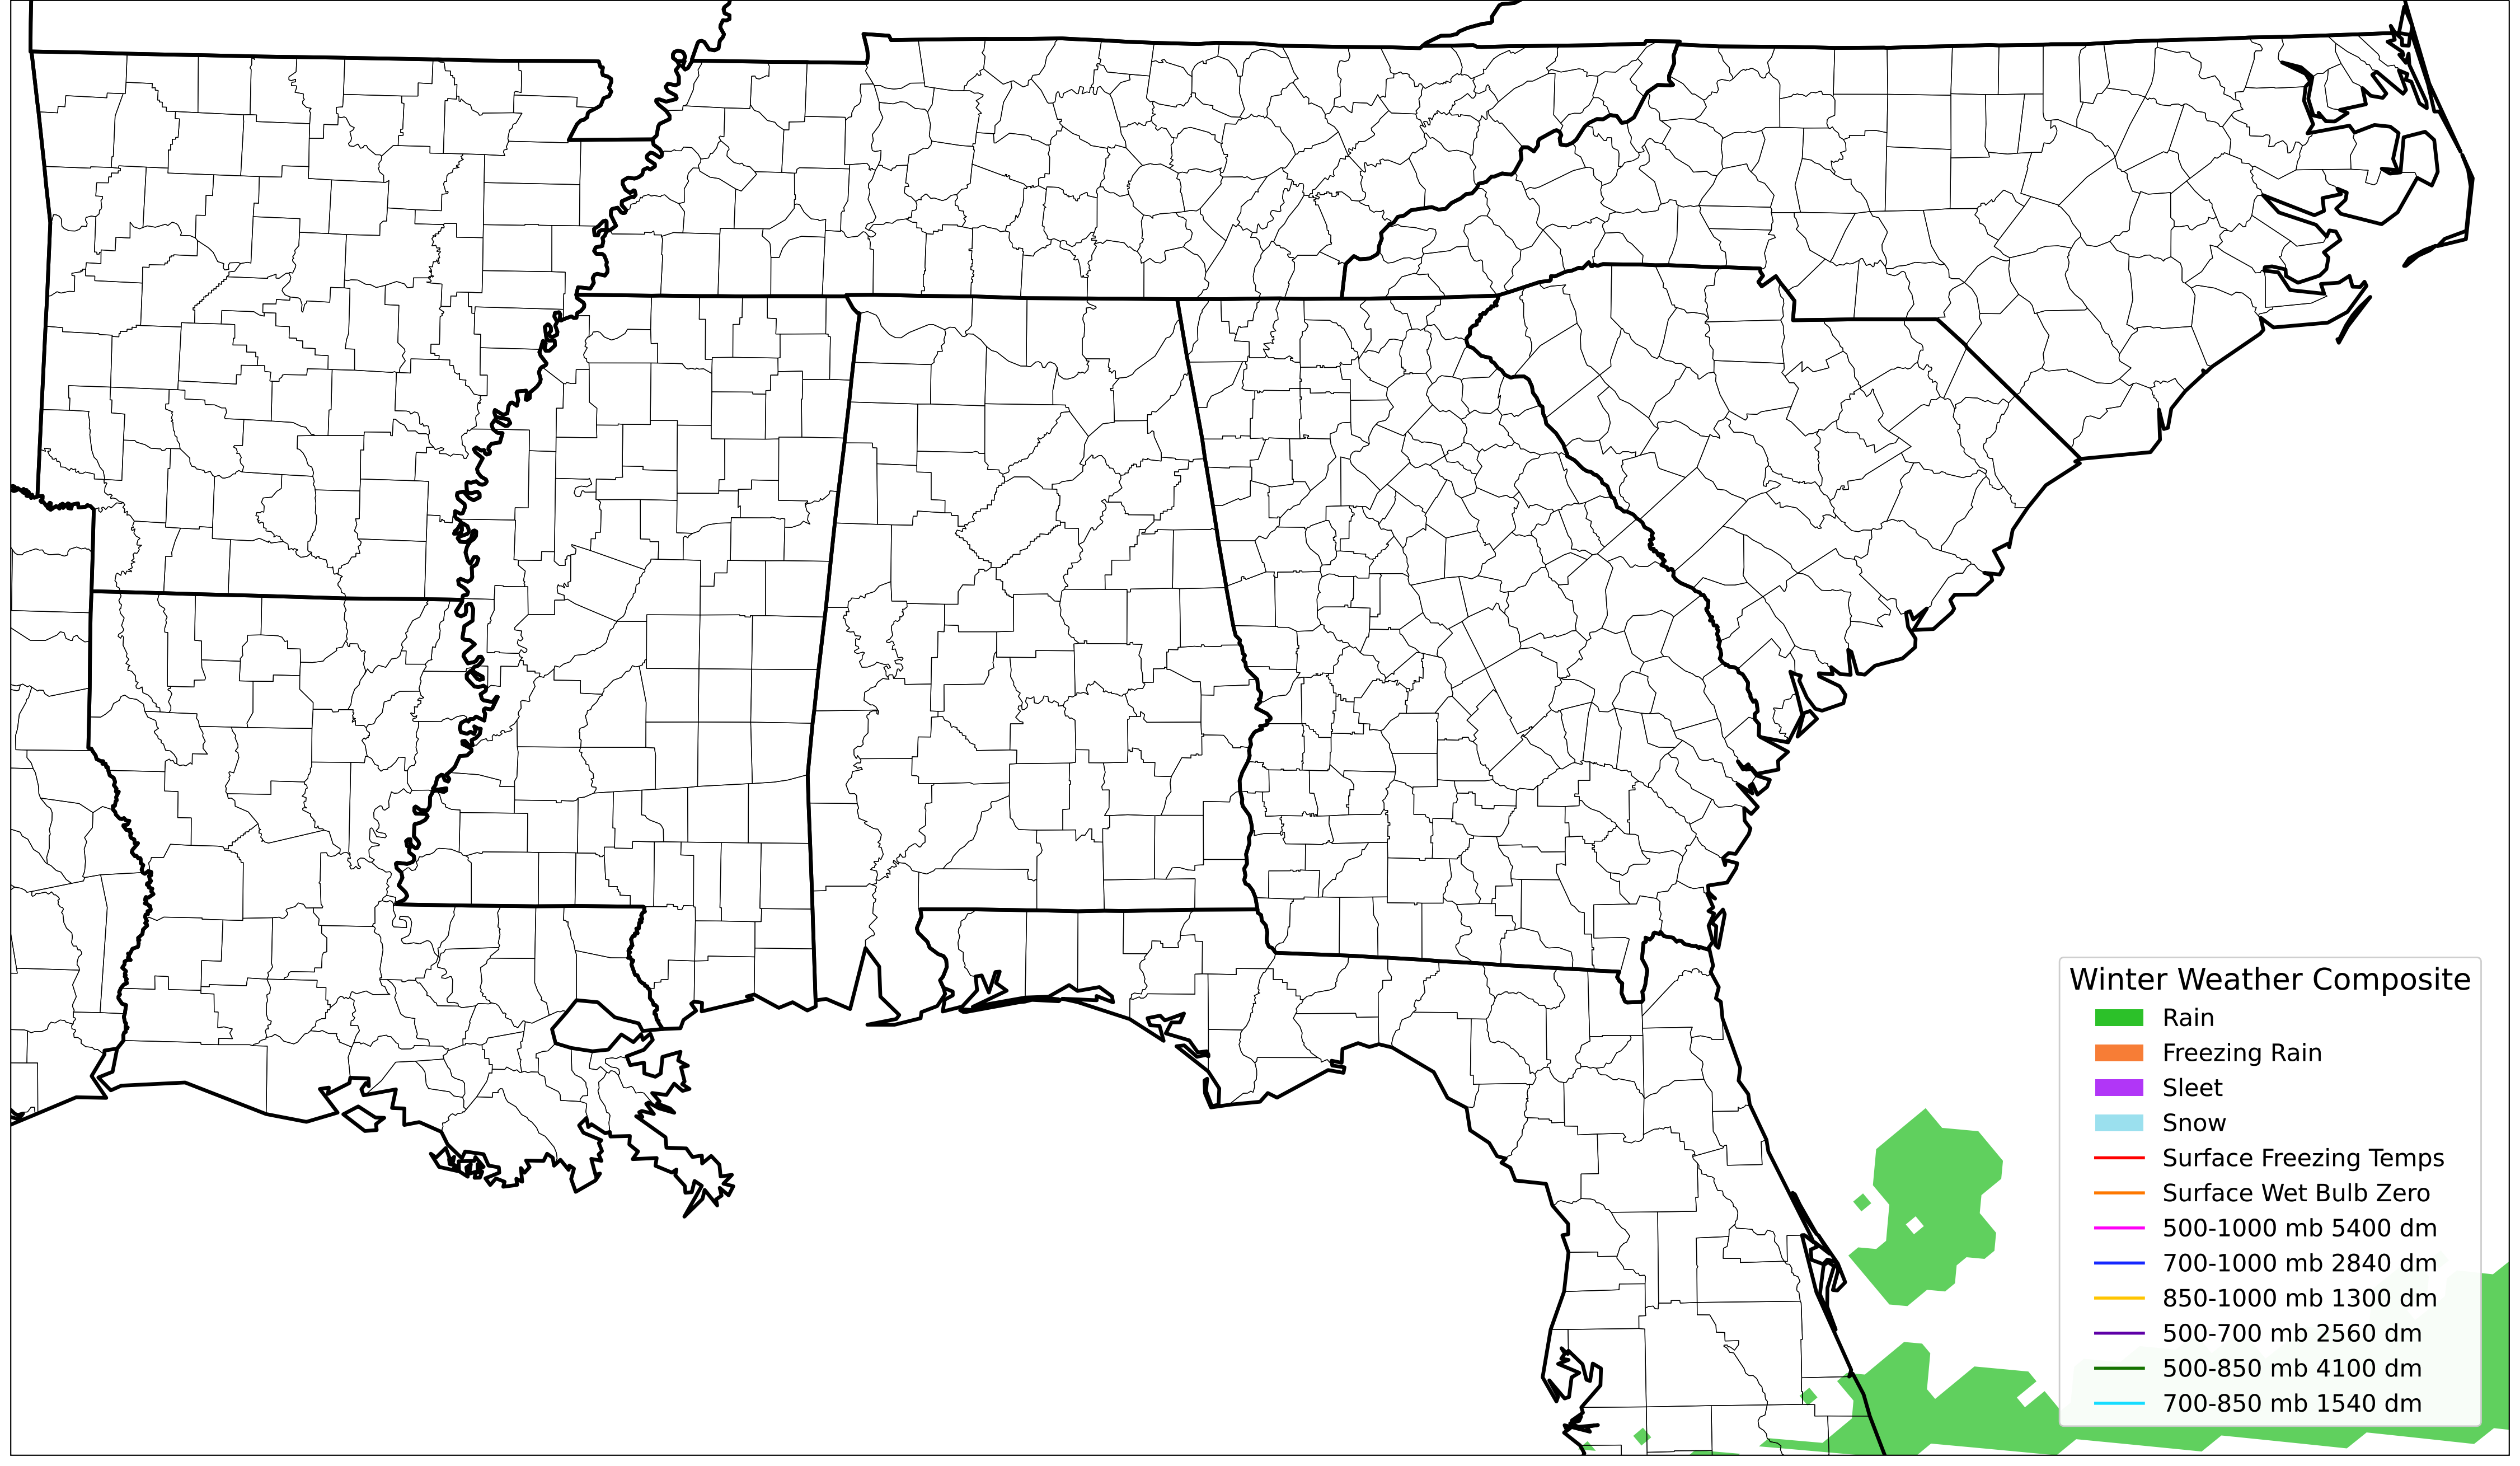 Winter Weather Composite
Rain
Freezing Rain
Sleet
Snow
Surface Freezing Temps
Surface Wet Bulb Zero
500-1000 mb 5400 dm
700-1000 mb 2840 dm
850-1000 mb 1300 dm
500-700 mb 2560 dm
500-850 mb 4100 dm
700-850 mb 1540 dm